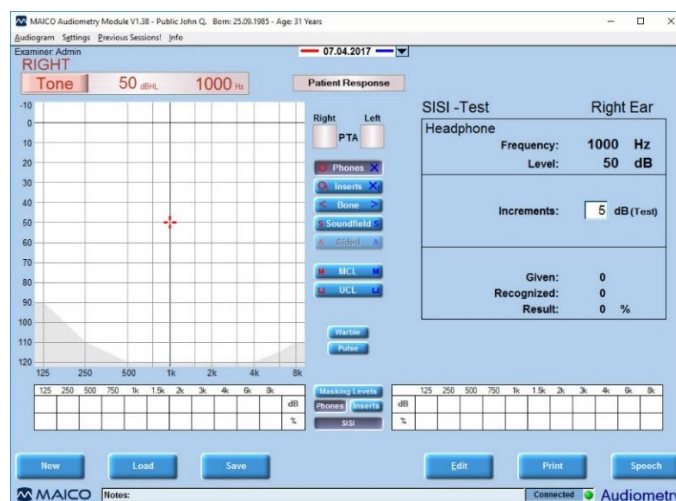 MAICO Audiometry Module V1.38 - Public John Q. Born: 25.09.1985 - Age: 31 Years
Audiogram Settings Previous Sessions! Info
Examiner: Admin
07.04.2017
RIGHT
Tone 50 dBHL 1000 Hz
Patient Response
-10
0
10
20
30
40
50
60
70
80
90
100
110
120
125 250 500 1k 2k 4k 8k
Right Left
PTA
Phones X
< Inserts X
< Bone >
S Soundfield S
A Aided A
M MCL M
U UCL U
Warble
Pulse
SISI -Test Right Ear
Headphone
Frequency: 1000 Hz
Level: 50 dB
Increments: 5 dB (Test)
Given: 0
Recognized: 0
Result: 0 %
125 250 500 750 1k 1.5k 2k 3k 4k 6k 8k
dB
%
Masking Levels
Phones Inserts
SISI
125 250 500 750 1k 1.5k 2k 3k 4k 6k 8k
dB
%
New Load Save Edit Print Speech
MAICO Notes: Connected Audiometry